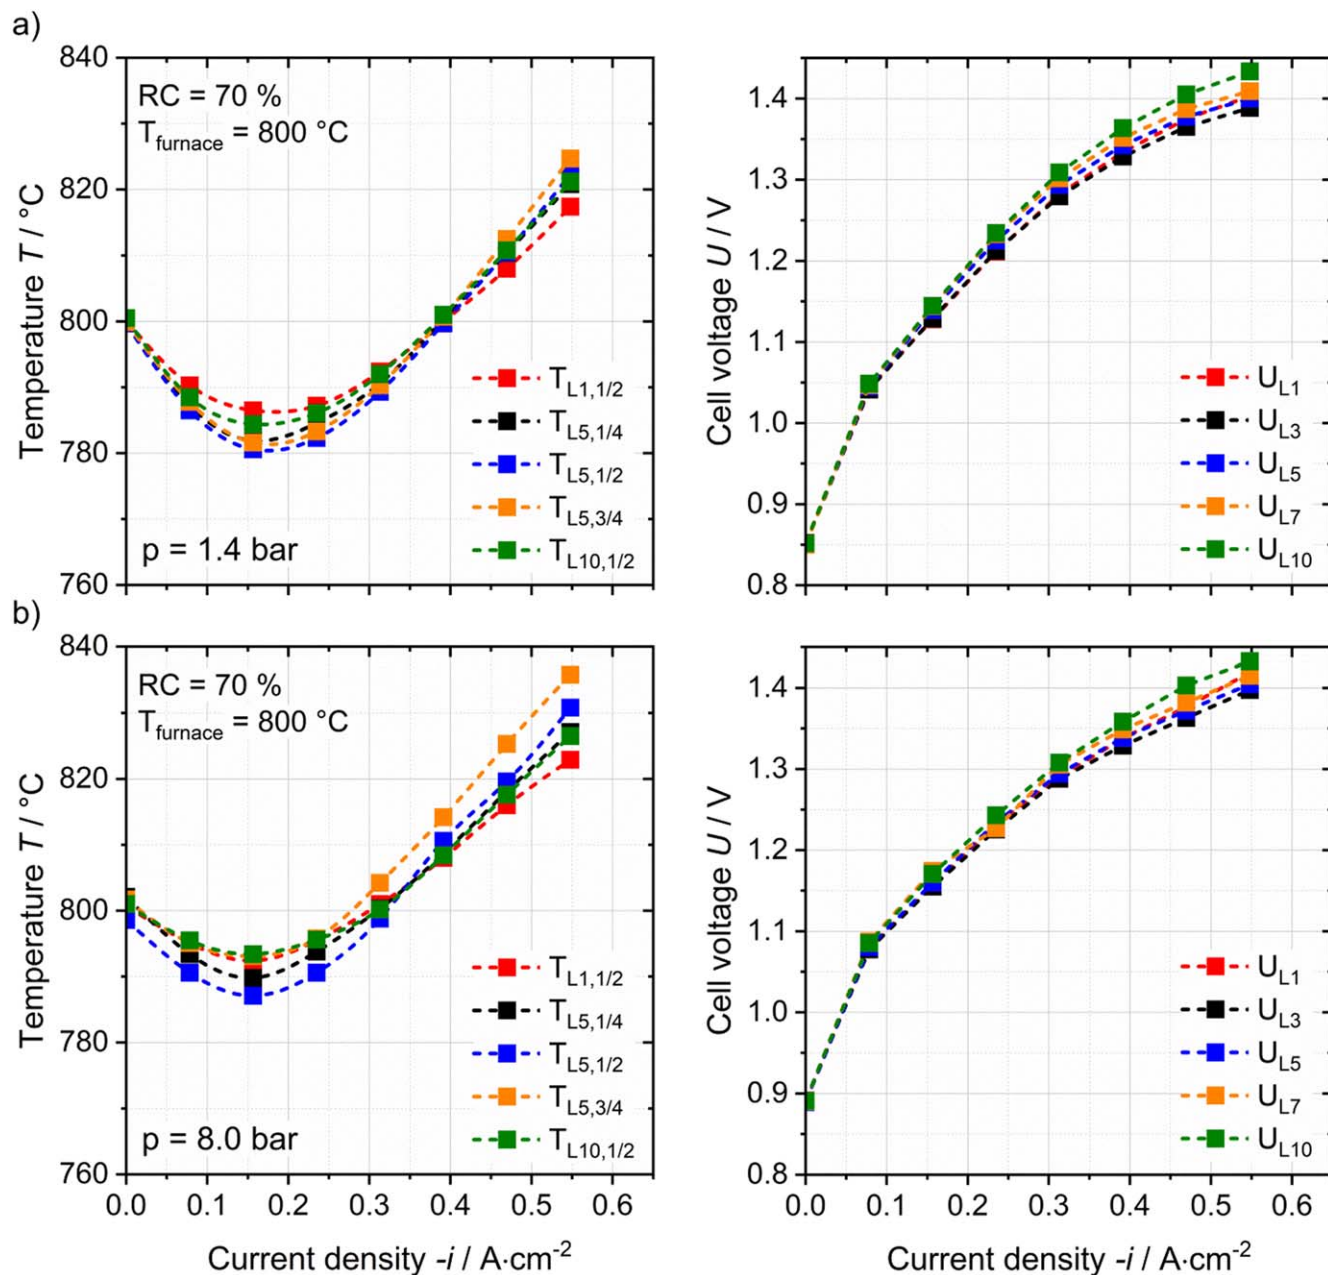 a)
840
820
800
780
760
Temperature T / °C
RC = 70 %
T_furnace = 800 °C
p = 1.4 bar
T_L1,1/2
T_L5,1/4
T_L5,1/2
T_L5,3/4
T_L10,1/2
1.4
1.3
1.2
1.1
1.0
0.9
0.8
Cell voltage U / V
U_L1
U_L3
U_L5
U_L7
U_L10
b)
840
820
800
780
760
Temperature T / °C
RC = 70 %
T_furnace = 800 °C
p = 8.0 bar
T_L1,1/2
T_L5,1/4
T_L5,1/2
T_L5,3/4
T_L10,1/2
0.0 0.1 0.2 0.3 0.4 0.5 0.6
Current density -i / A·cm⁻²
1.4
1.3
1.2
1.1
1.0
0.9
0.8
Cell voltage U / V
U_L1
U_L3
U_L5
U_L7
U_L10
0.0 0.1 0.2 0.3 0.4 0.5 0.6
Current density -i / A·cm⁻²